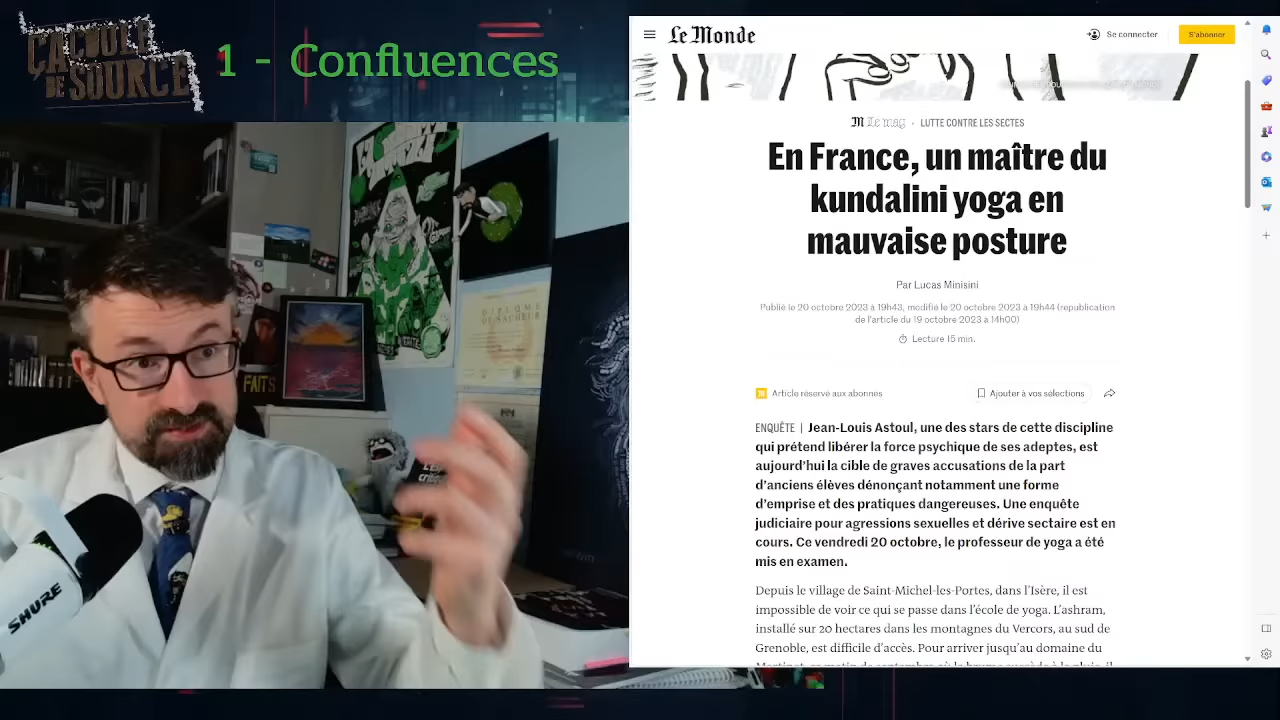 ÇA COULE
DE SOURCE
1 - Confluences
Le Monde
Se connecter
S'abonner
M Le mag · LUTTE CONTRE LES SECTES
En France, un maître du
kundalini yoga en
mauvaise posture
Par Lucas Minisini
Publié le 20 octobre 2023 à 19h43, modifié le 20 octobre 2023 à 19h44 (republication
de l'article du 19 octobre 2023 à 14h00)
Lecture 15 min.
Article réservé aux abonnés
Ajouter à vos sélections
ENQUÊTE | Jean-Louis Astoul, une des stars de cette discipline
qui prétend libérer la force psychique de ses adeptes, est
aujourd'hui la cible de graves accusations de la part
d'anciens élèves dénonçant notamment une forme
d'emprise et des pratiques dangereuses. Une enquête
judiciaire pour agressions sexuelles et dérive sectaire est en
cours. Ce vendredi 20 octobre, le professeur de yoga a été
mis en examen.
Depuis le village de Saint-Michel-les-Portes, dans l'Isère, il est
impossible de voir ce qui se passe dans l'école de yoga. L'ashram,
installé sur 20 hectares dans les montagnes du Vercors, au sud de
Grenoble, est difficile d'accès. Pour arriver jusqu'au domaine du
FAITS
DIPLOME
DE BACHELIER
SHURE